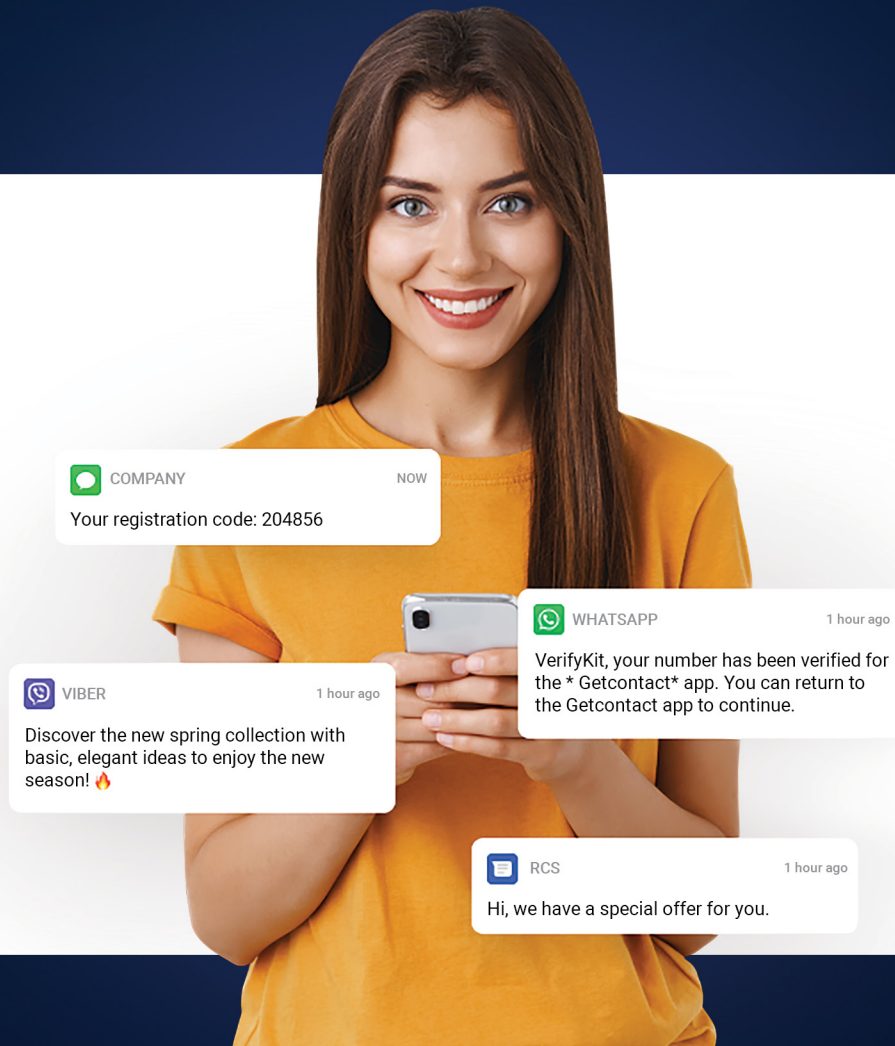 COMPANY NOW
Your registration code: 204856
WHATSAPP 1 hour ago
VerifyKit, your number has been verified for
the * Getcontact* app. You can return to
the Getcontact app to continue.
VIBER 1 hour ago
Discover the new spring collection with
basic, elegant ideas to enjoy the new
season! 🔥
RCS 1 hour ago
Hi, we have a special offer for you.